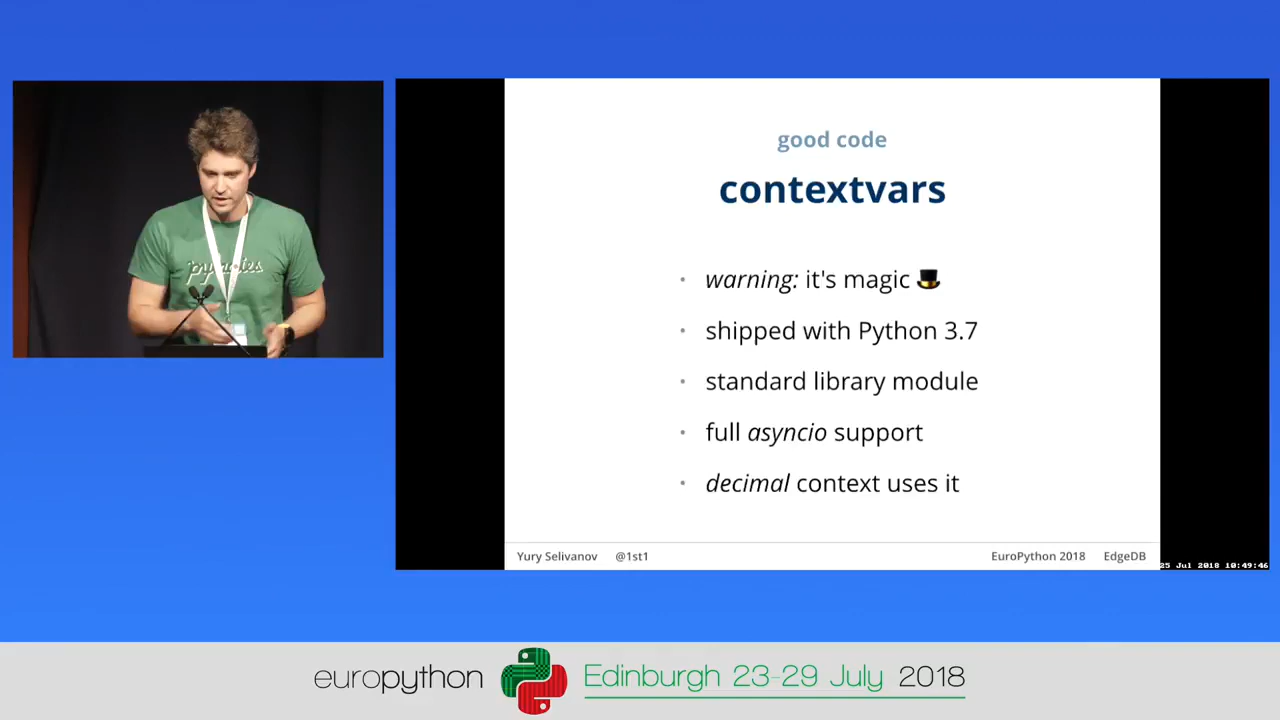 good code
contextvars
warning: it's magic
shipped with Python 3.7
standard library module
full asyncio support
decimal context uses it
Yury Selivanov @1st1 EuroPython 2018 EdgeDB
25 Jul 2018 10:49:46
europython Edinburgh 23-29 July 2018